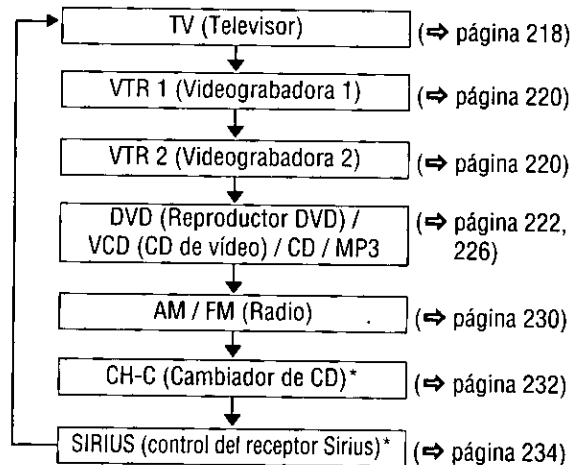 TV (Televisor) (⇒ página 218)
VTR 1 (Videograbadora 1) (⇒ página 220)
VTR 2 (Videograbadora 2) (⇒ página 220)
DVD (Reproductor DVD) / (⇒ página 222,
VCD (CD de vídeo) / CD / MP3 226)
AM / FM (Radio) (⇒ página 230)
CH-C (Cambiador de CD)* (⇒ página 232)
SIRIUS (control del receptor Sirius)* (⇒ página 234)